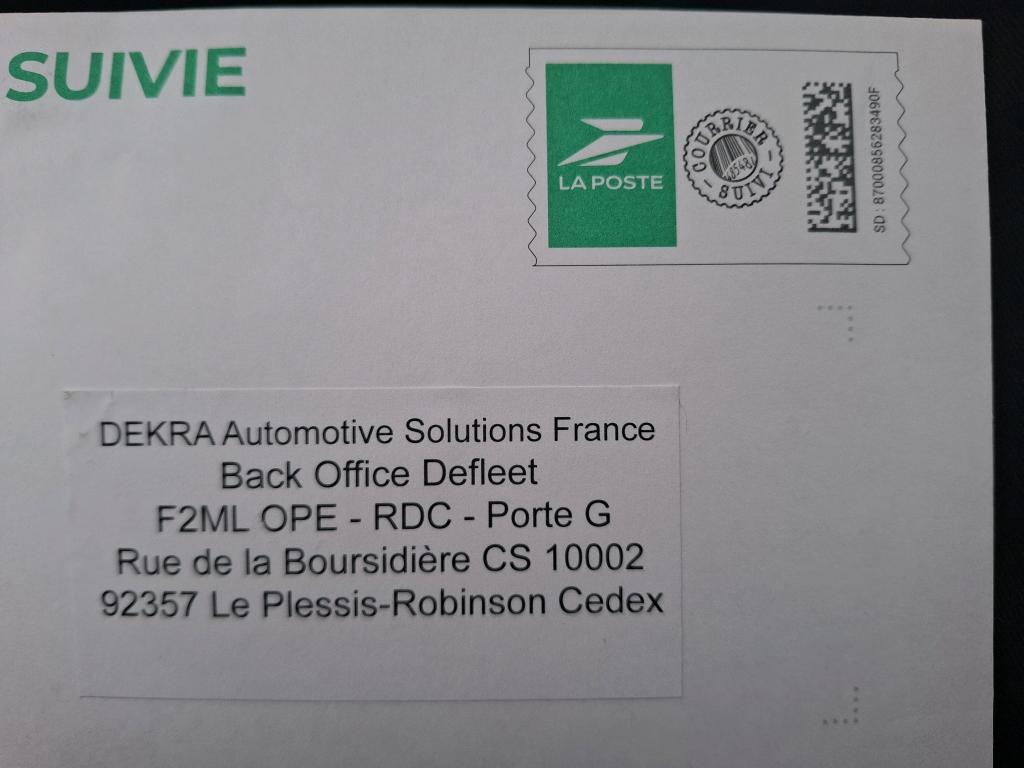 SUIVIE
LA POSTE
COURRIER
SUIVI
SD : 87000856283490F
DEKRA Automotive Solutions France
Back Office Defleet
F2ML OPE - RDC - Porte G
Rue de la Boursidière CS 10002
92357 Le Plessis-Robinson Cedex